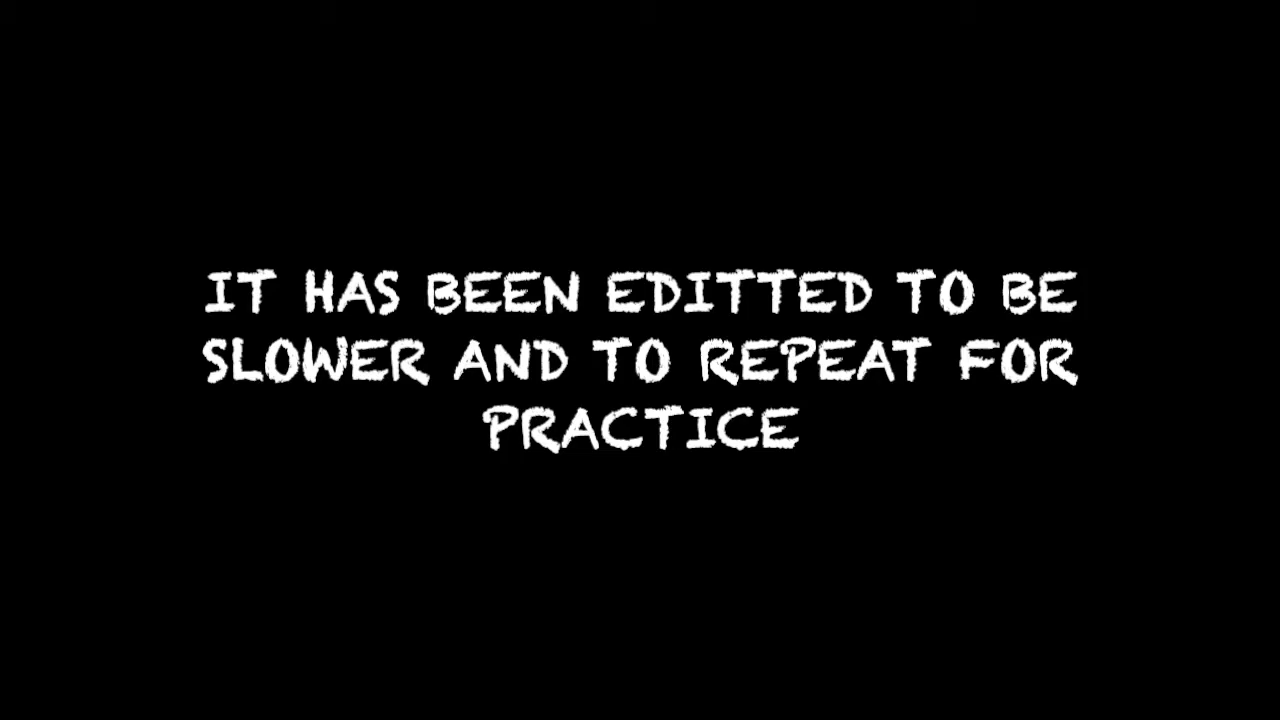 IT HAS BEEN EDITTED TO BE
SLOWER AND TO REPEAT FOR
PRACTICE